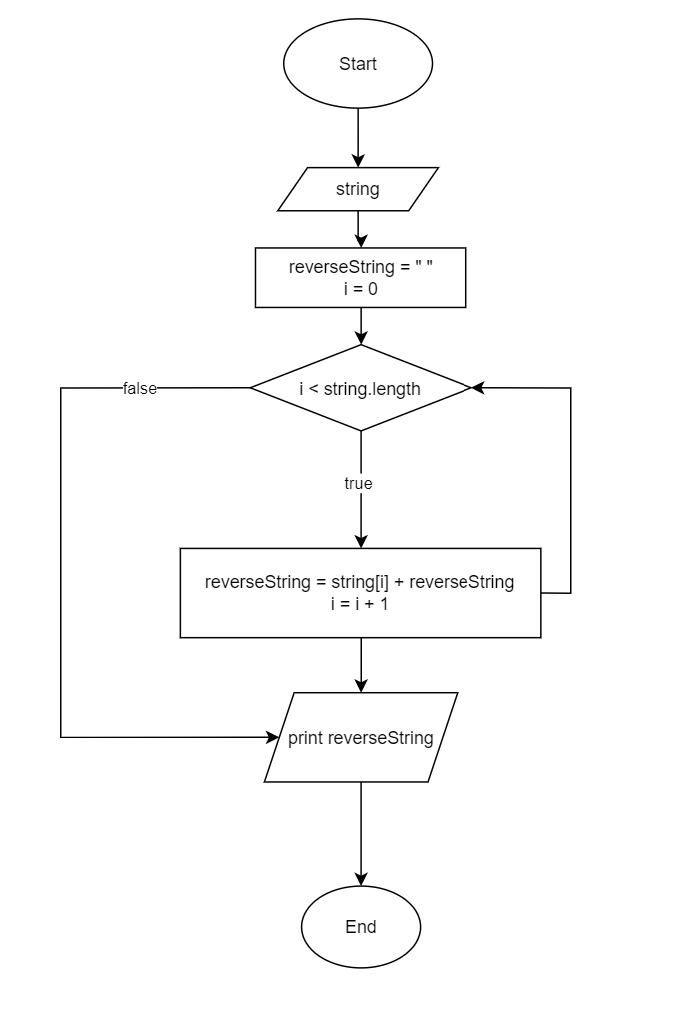 Start
string
reverseString = " "
i = 0
i < string.length
false
true
reverseString = string[i] + reverseString
i = i + 1
print reverseString
End